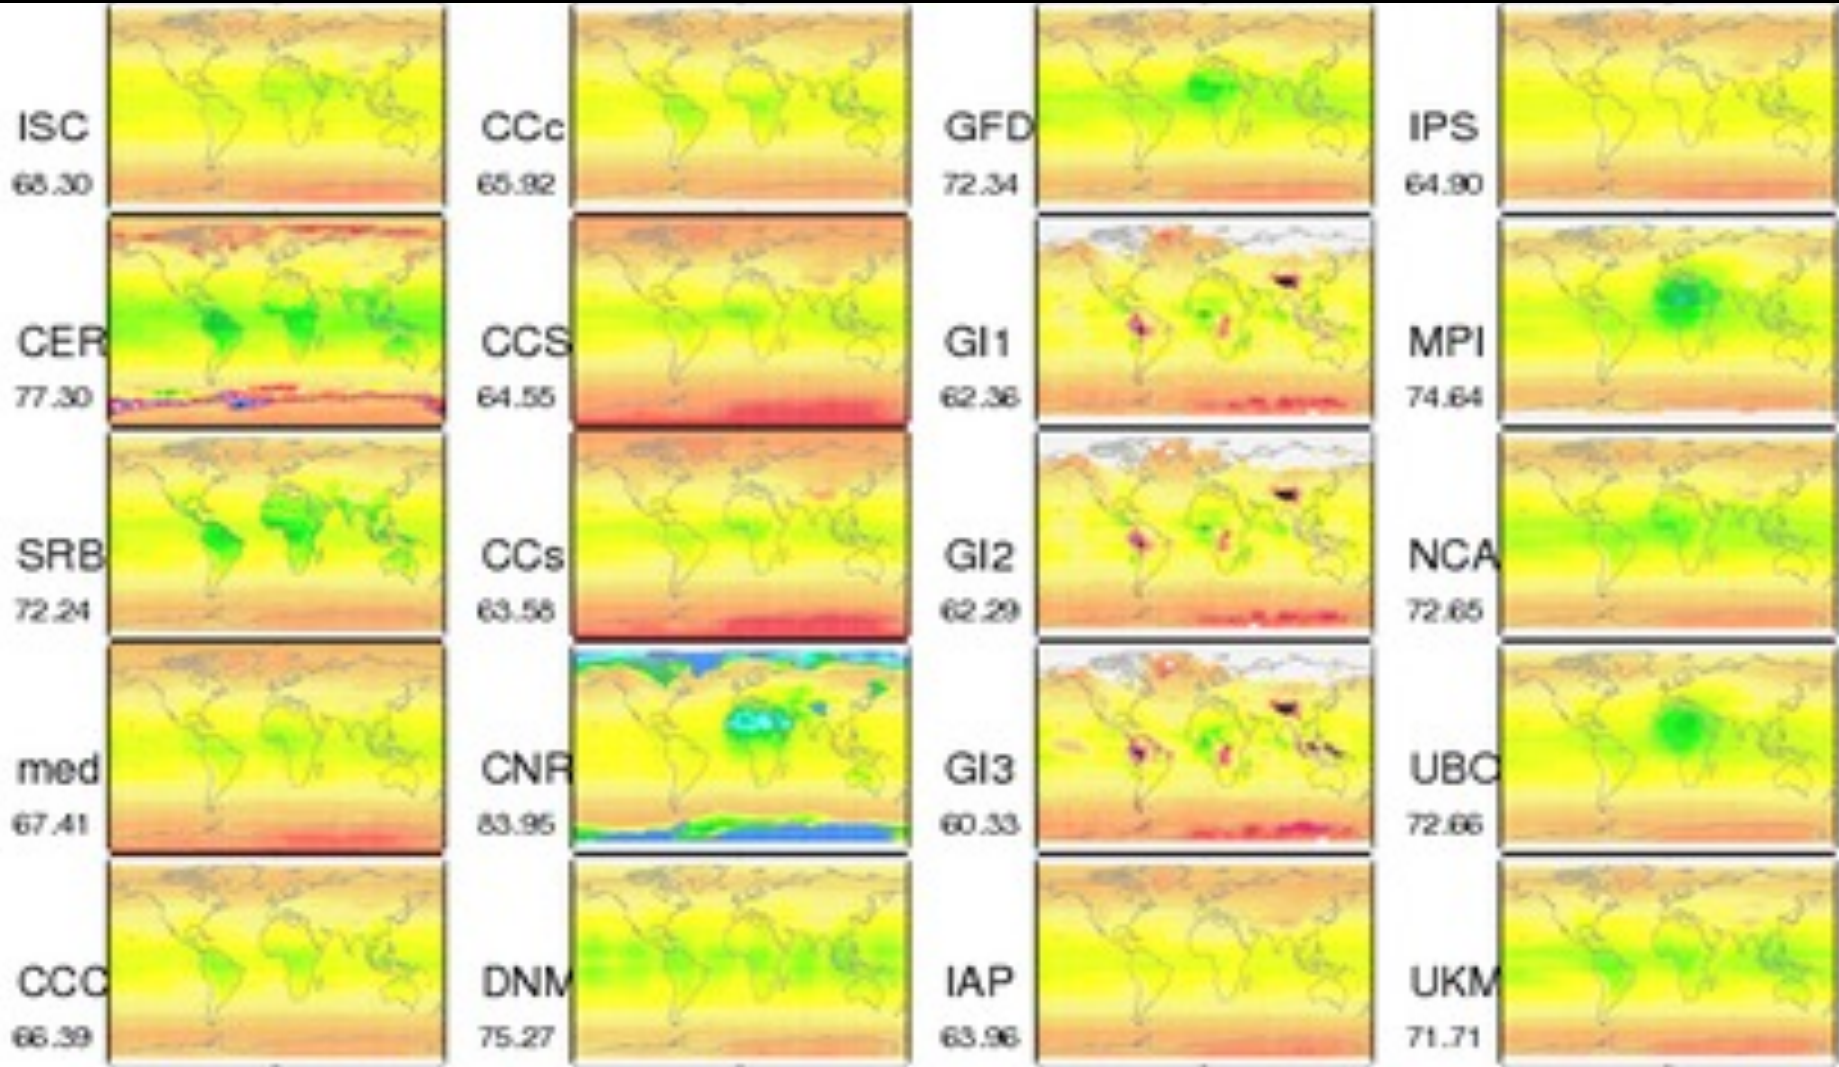 ISC
68.30
CCc
65.92
GFD
72.34
IPS
64.90
CER
77.30
CCS
64.55
GI1
62.36
MPI
74.64
SRB
72.24
CCs
63.58
GI2
62.29
NCA
72.65
med
67.41
CNR
83.95
GI3
60.33
UBC
72.66
CCC
66.39
DNM
75.27
IAP
63.96
UKM
71.71